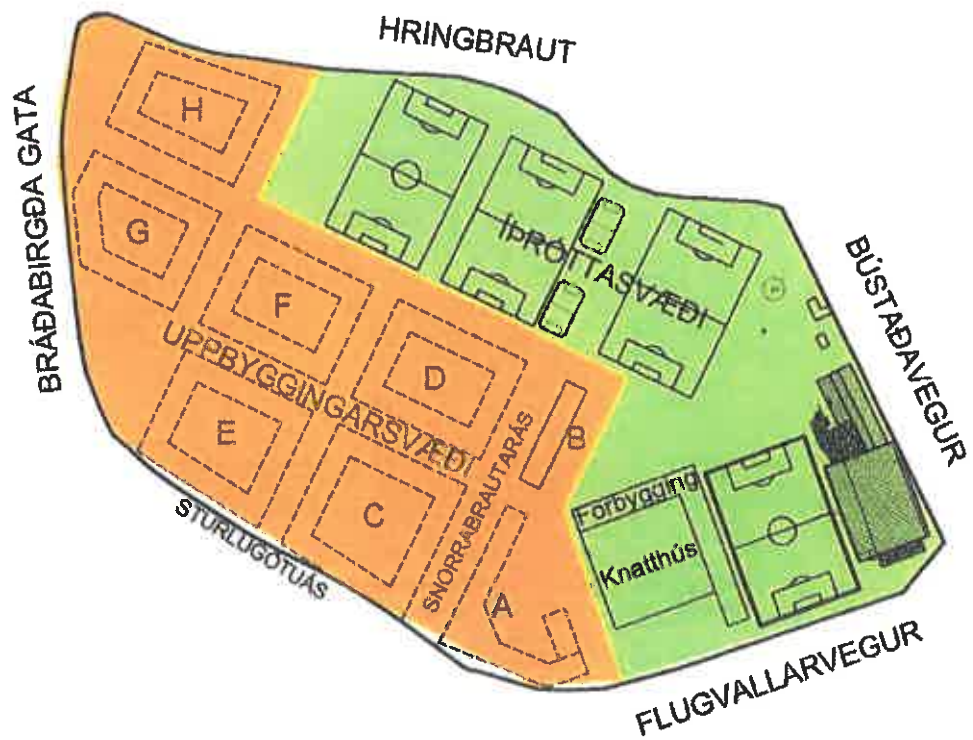 HRINGBRAUT
BRÁÐABIRGÐA GATA
H
G
F
ÍÞRÓTTASVÆÐI
BÚSTAÐAVEGUR
UPPBYGGINGARSVÆÐI
D
E
B
C
SNORRABRAUTARÁS
STURLUGÖTUÁS
Forbygging
Knatthús
A
FLUGVALLARVEGUR